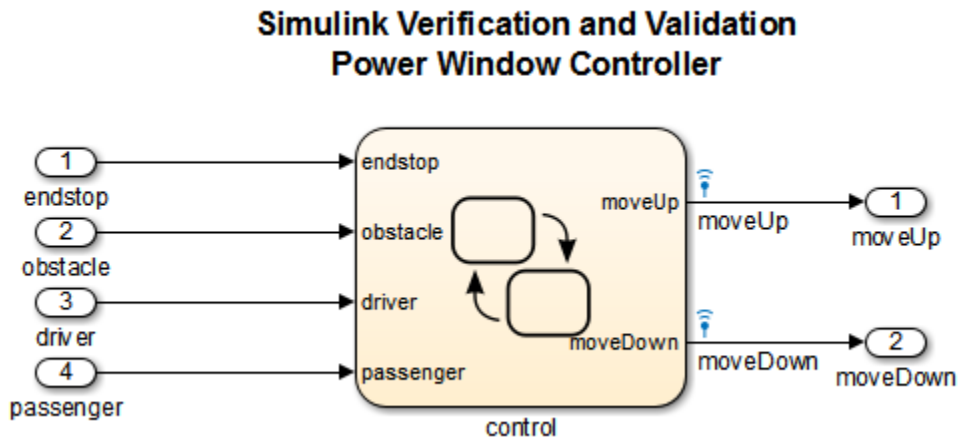 Simulink Verification and Validation
Power Window Controller
1
endstop
endstop
2
obstacle
obstacle
3
driver
driver
4
passenger
passenger
moveUp
moveUp
1
moveUp
moveDown
moveDown
2
moveDown
control